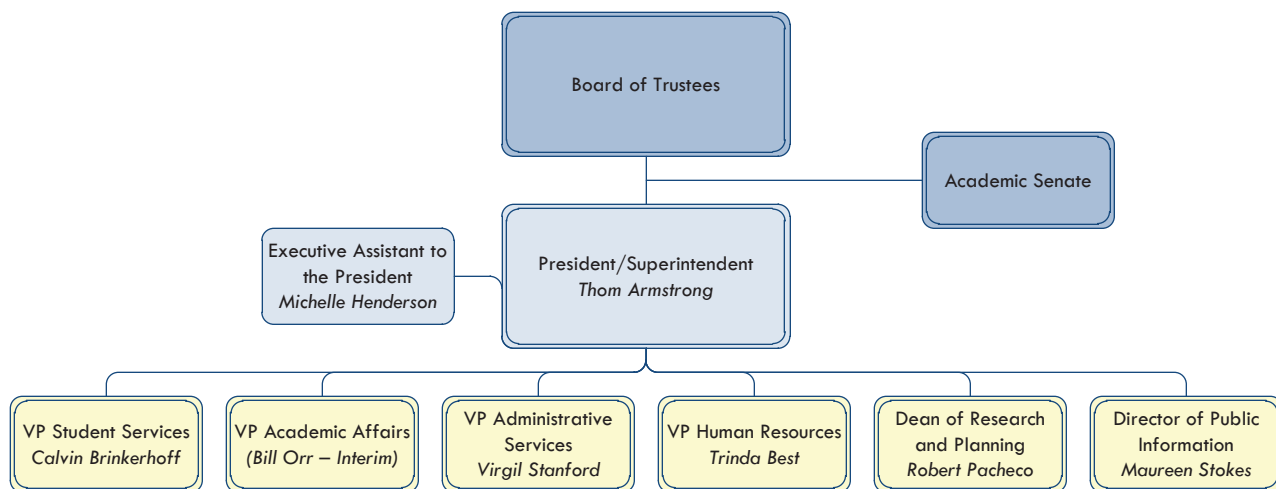 Board of Trustees
Academic Senate
Executive Assistant to
the President
Michelle Henderson
President/Superintendent
Thom Armstrong
VP Student Services
Calvin Brinkerhoff
VP Academic Affairs
(Bill Orr – Interim)
VP Administrative
Services
Virgil Stanford
VP Human Resources
Trinda Best
Dean of Research
and Planning
Robert Pacheco
Director of Public
Information
Maureen Stokes